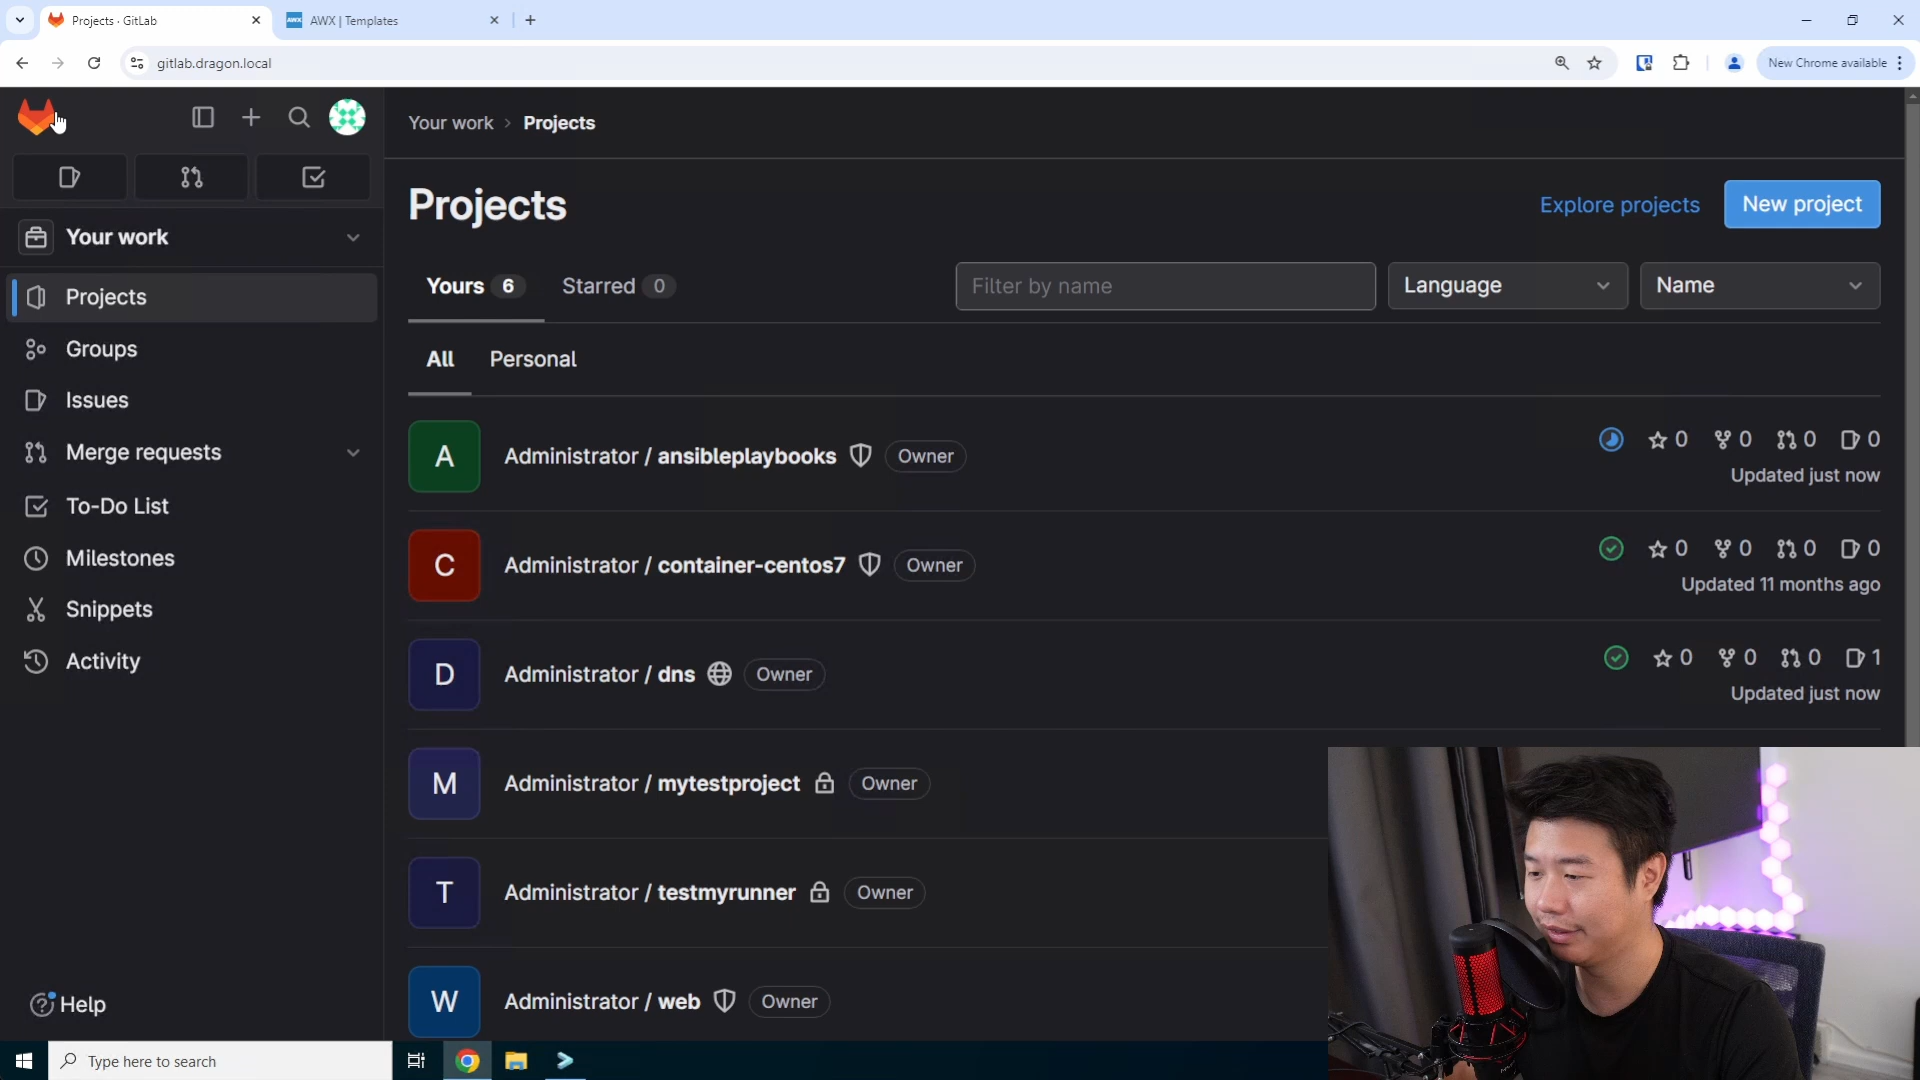 Projects · GitLab
AWX | Templates
gitlab.dragon.local
New Chrome available
Your work
Projects
Groups
Issues
Merge requests
To-Do List
Milestones
Snippets
Activity
Help
Your work > Projects
Projects
Explore projects
New project
Yours 6
Starred 0
Filter by name
Language
Name
All
Personal
A
Administrator / ansibleplaybooks
Owner
0 0 0 0
Updated just now
C
Administrator / container-centos7
Owner
0 0 0 0
Updated 11 months ago
D
Administrator / dns
Owner
0 0 0 1
Updated just now
M
Administrator / mytestproject
Owner
T
Administrator / testmyrunner
Owner
W
Administrator / web
Owner
Type here to search